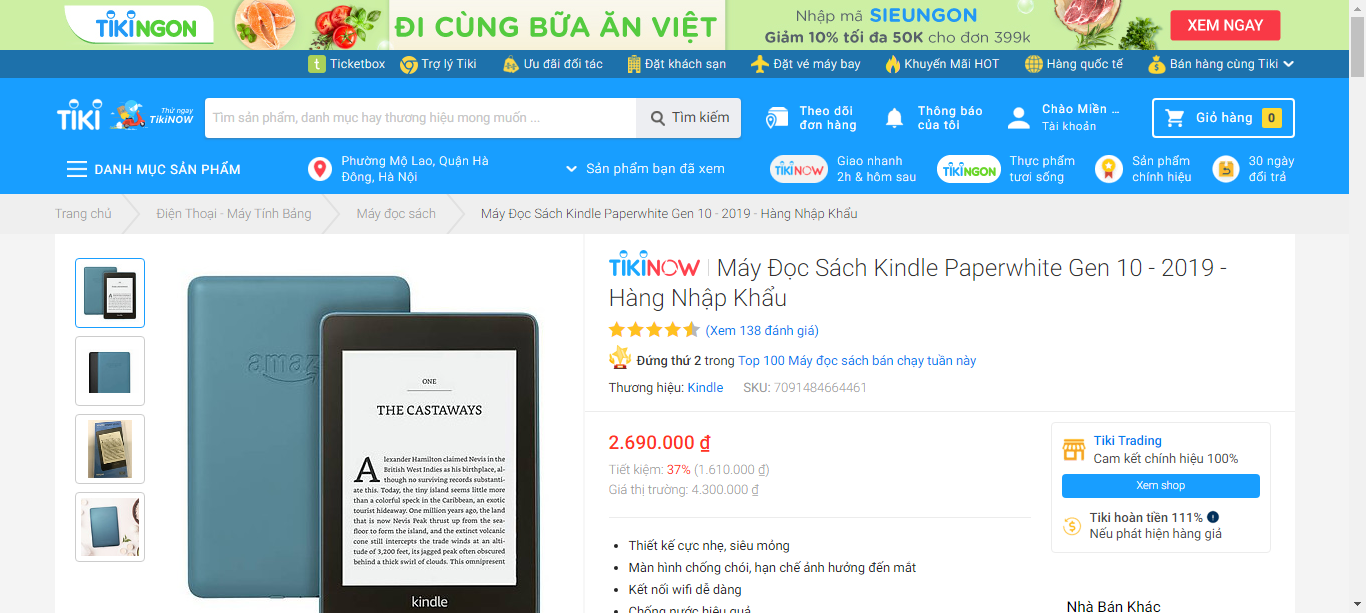 TIKINGON
ĐI CÙNG BỮA ĂN VIỆT
Nhập mã SIEUNGON
Giảm 10% tối đa 50K cho đơn 399k
XEM NGAY
Ticketbox
Trợ lý Tiki
Ưu đãi đối tác
Đặt khách sạn
Đặt vé máy bay
Khuyến Mãi HOT
Hàng quốc tế
Bán hàng cùng Tiki
TIKI
Thử ngay
TikiNOW
Tìm sản phẩm, danh mục hay thương hiệu mong muốn ...
Tìm kiếm
Theo dõi
đơn hàng
Thông báo
của tôi
Chào Miền ...
Tài khoản
Giỏ hàng 0
DANH MỤC SẢN PHẨM
Phường Mộ Lao, Quận Hà
Đông, Hà Nội
Sản phẩm bạn đã xem
TIKINOW
Giao nhanh
2h & hôm sau
TIKINGON
Thực phẩm
tươi sống
Sản phẩm
chính hiệu
30 ngày
đổi trả
Trang chủ
Điện Thoại - Máy Tính Bảng
Máy đọc sách
Máy Đọc Sách Kindle Paperwhite Gen 10 - 2019 - Hàng Nhập Khẩu
amaz
ONE
THE CASTAWAYS
Alexander Hamilton claimed Nevis in the
British West Indies as his birthplace, al-
though no surviving records substanti-
ate this. Today, the tiny island seems little more
than a colorful speck in the Caribbean, an exotic
tourist hideaway. One million years ago, the land
that is now Nevis Peak thrust up from the sea-
floor to form the island, and the extinct volcanic
cone still intercepts the trade winds at an alti-
tude of 3,200 feet, its jagged peak often obscured
behind a thick swirl of clouds. This omnipresent
kindle
TIKINOW Máy Đọc Sách Kindle Paperwhite Gen 10 - 2019 -
Hàng Nhập Khẩu
(Xem 138 đánh giá)
Đứng thứ 2 trong Top 100 Máy đọc sách bán chạy tuần này
Thương hiệu: Kindle SKU: 7091484664461
2.690.000 ₫
Tiết kiệm: 37% (1.610.000 ₫)
Giá thị trường: 4.300.000 ₫
Thiết kế cực nhẹ, siêu mỏng
Màn hình chống chói, hạn chế ảnh hưởng đến mắt
Kết nối wifi dễ dàng
Chống nước hiệu quả
Tiki Trading
Cam kết chính hiệu 100%
Xem shop
Tiki hoàn tiền 111%
Nếu phát hiện hàng giả
Nhà Bán Khác